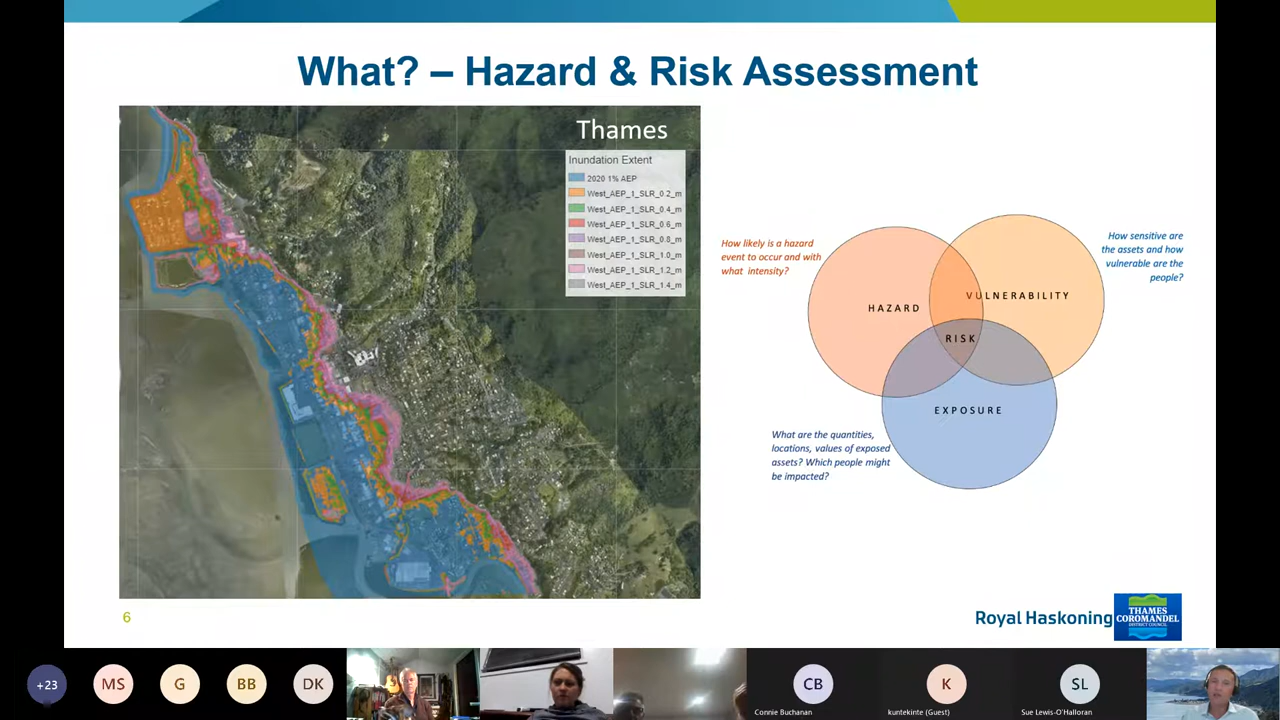 What? – Hazard & Risk Assessment
Thames
Inundation Extent
2020 1% AEP
West_AEP_1_SLR_0.2_m
West_AEP_1_SLR_0.4_m
West_AEP_1_SLR_0.6_m
West_AEP_1_SLR_0.8_m
West_AEP_1_SLR_1.0_m
West_AEP_1_SLR_1.2_m
West_AEP_1_SLR_1.4_m
How likely is a hazard
event to occur and with
what intensity?
How sensitive are
the assets and how
vulnerable are the
people?
HAZARD
VULNERABILITY
RISK
EXPOSURE
What are the quantities,
locations, values of exposed
assets? Which people might
be impacted?
6
Royal Haskoning
THAMES
COROMANDEL
DISTRICT COUNCIL
+23
MS
G
BB
DK
CB
K
SL
Connie Buchanan
kuntekinte (Guest)
Sue Lewis-O'Halloran